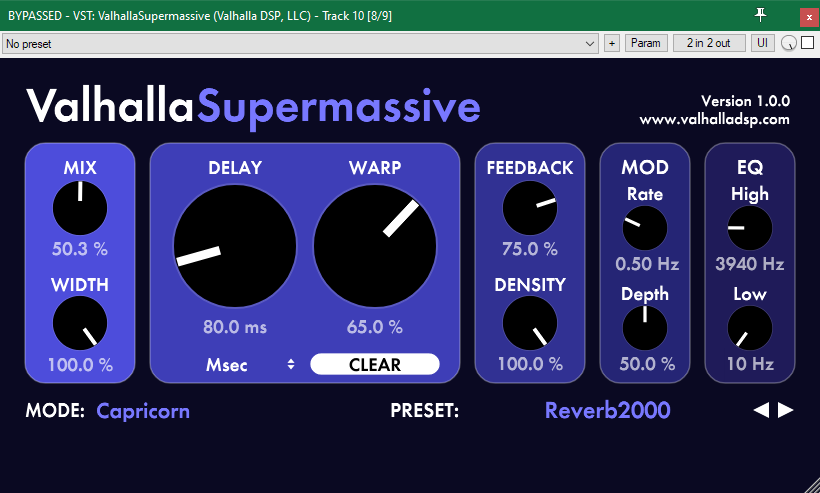 BYPASSED - VST: ValhallaSupermassive (Valhalla DSP, LLC) - Track 10 [8/9]
x
No preset
+
Param
2 in 2 out
UI
ValhallaSupermassive
Version 1.0.0
www.valhalladsp.com
MIX
50.3 %
WIDTH
100.0 %
DELAY
80.0 ms
Msec
WARP
65.0 %
CLEAR
FEEDBACK
75.0 %
DENSITY
100.0 %
MOD
Rate
0.50 Hz
Depth
50.0 %
EQ
High
3940 Hz
Low
10 Hz
MODE: Capricorn
PRESET: Reverb2000